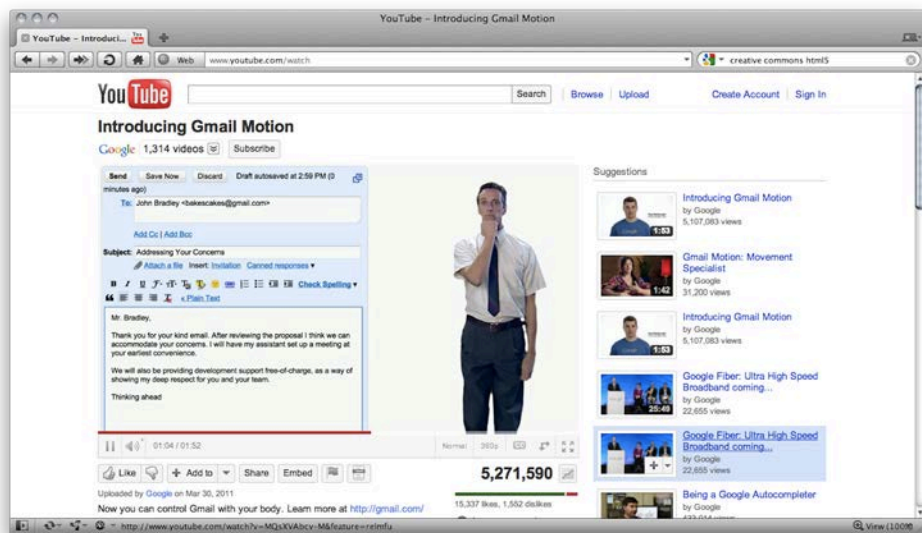 YouTube – Introducing Gmail Motion
YouTube – Introduci... You
Web www.youtube.com/watch creative commons html5
YouTube Search Browse Upload Create Account Sign In
Introducing Gmail Motion
Google 1,314 videos Subscribe
Send Save Now Discard Draft autosaved at 2:59 PM (0
minutes ago)
To: John Bradley <bakescakes@gmail.com>
Add Cc | Add Bcc
Subject: Addressing Your Concerns
Attach a file Insert: Invitation Canned responses ▾
B I U Check Spelling ▾
« Plain Text
Mr. Bradley,
Thank you for your kind email. After reviewing the proposal I think we can
accommodate your concerns. I will have my assistant set up a meeting at
your earliest convenience.
We will also be providing development support free-of-charge, as a way of
showing my deep respect for you and your team.
Thinking ahead
01:04 / 01:52 Normal 360p CC
Like Add to Share Embed 5,271,590
Uploaded by Google on Mar 30, 2011 15,337 likes, 1,552 dislikes
Now you can control Gmail with your body. Learn more at http://gmail.com/
Suggestions
Introducing Gmail Motion
by Google
5,107,083 views
1:53
Gmail Motion: Movement
Specialist
by Google
31,200 views
1:42
Introducing Gmail Motion
by Google
5,107,083 views
1:53
Google Fiber: Ultra High Speed
Broadband coming...
by Google
22,655 views
25:49
Google Fiber: Ultra High Speed
Broadband coming...
by Google
22,655 views
Being a Google Autocompleter
by Google
http://www.youtube.com/watch?v=MQsXVAbcv-M&feature=relmfu View (100%)